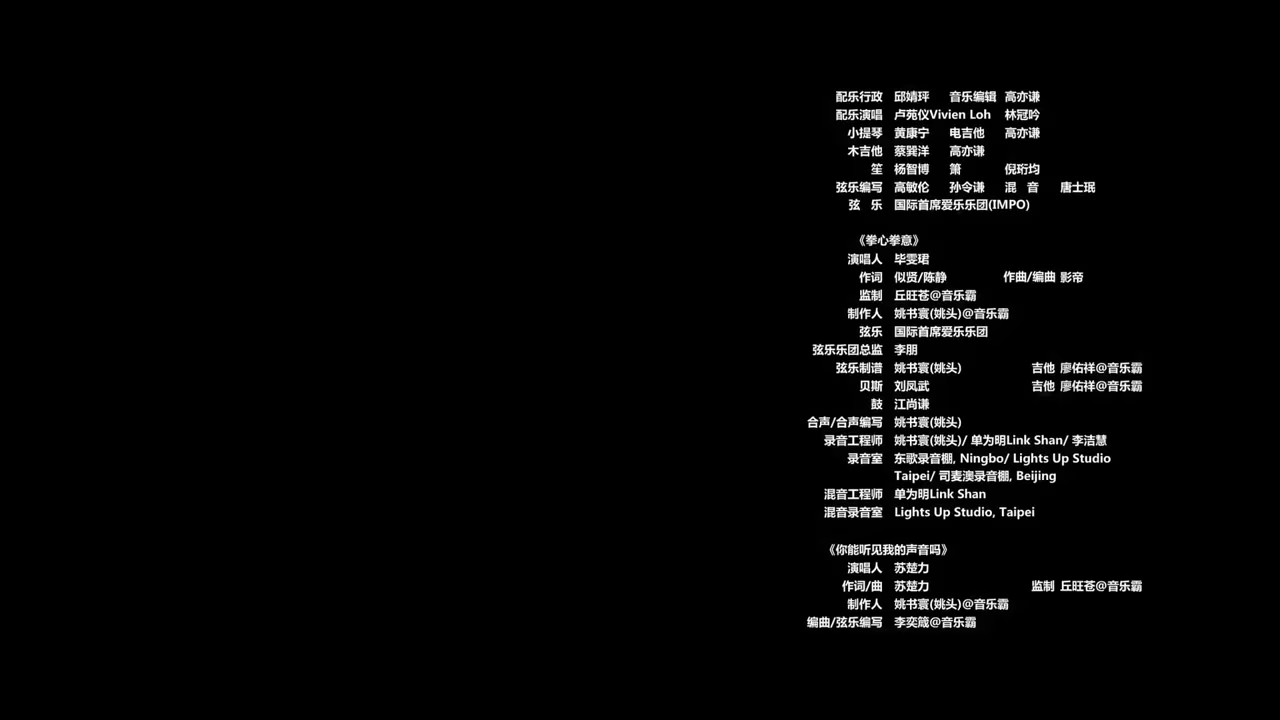 配乐行政 邱婧玶 音乐编辑 高亦谦
配乐演唱 卢苑仪Vivien Loh 林冠吟
小提琴 黄康宁 电吉他 高亦谦
木吉他 蔡巽洋 高亦谦
笙 杨智博 箫 倪珩均
弦乐编写 高敏伦 孙令谦 混 音 唐士珉
弦 乐 国际首席爱乐乐团(IMPO)
《拳心拳意》
演唱人 毕雯珺
作词 似贤/陈静 作曲/编曲 影帝
监制 丘旺苍@音乐霸
制作人 姚书寰(姚头)@音乐霸
弦乐 国际首席爱乐乐团
弦乐乐团总监 李朋
弦乐制谱 姚书寰(姚头) 吉他 廖佑祥@音乐霸
贝斯 刘凤武 吉他 廖佑祥@音乐霸
鼓 江尚谦
合声/合声编写 姚书寰(姚头)
录音工程师 姚书寰(姚头)/ 单为明Link Shan/ 李洁慧
录音室 东歌录音棚, Ningbo/ Lights Up Studio
Taipei/ 司麦澳录音棚, Beijing
混音工程师 单为明Link Shan
混音录音室 Lights Up Studio, Taipei
《你能听见我的声音吗》
演唱人 苏楚力
作词/曲 苏楚力 监制 丘旺苍@音乐霸
制作人 姚书寰(姚头)@音乐霸
编曲/弦乐编写 李奕箴@音乐霸